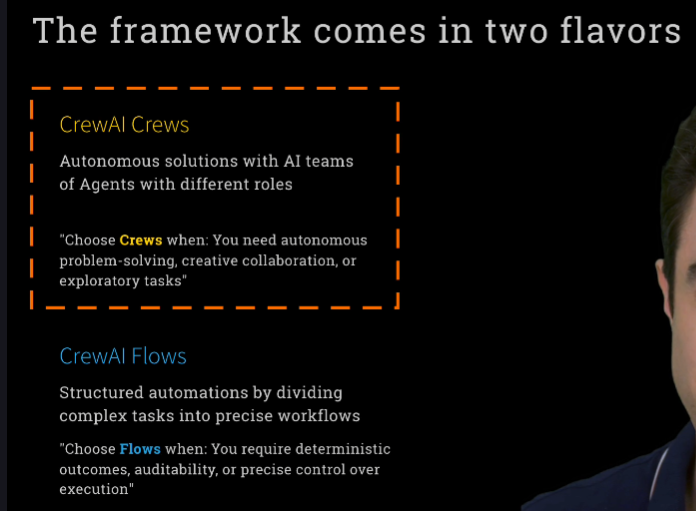 The framework comes in two flavors
CrewAI Crews
Autonomous solutions with AI teams
of Agents with different roles
"Choose Crews when: You need autonomous
problem-solving, creative collaboration, or
exploratory tasks"
CrewAI Flows
Structured automations by dividing
complex tasks into precise workflows
"Choose Flows when: You require deterministic
outcomes, auditability, or precise control over
execution"